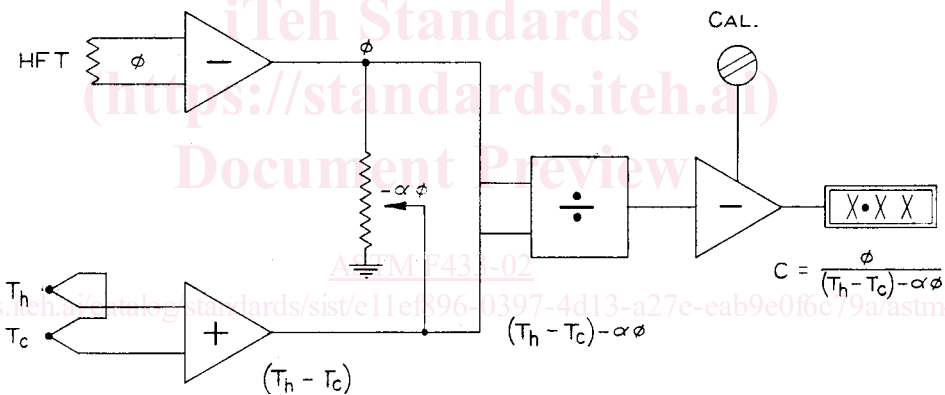 iTeh Standards
(https://standards.iteh.ai)
Document Preview
CAL.
HFT
ϕ
ϕ
−
-αϕ
÷
−
X•X X
ASTM F433-02
C = ϕ / (Th - Tc) - αϕ
Th
Tc
+
(Th - Tc) - αϕ
(Th - Tc)